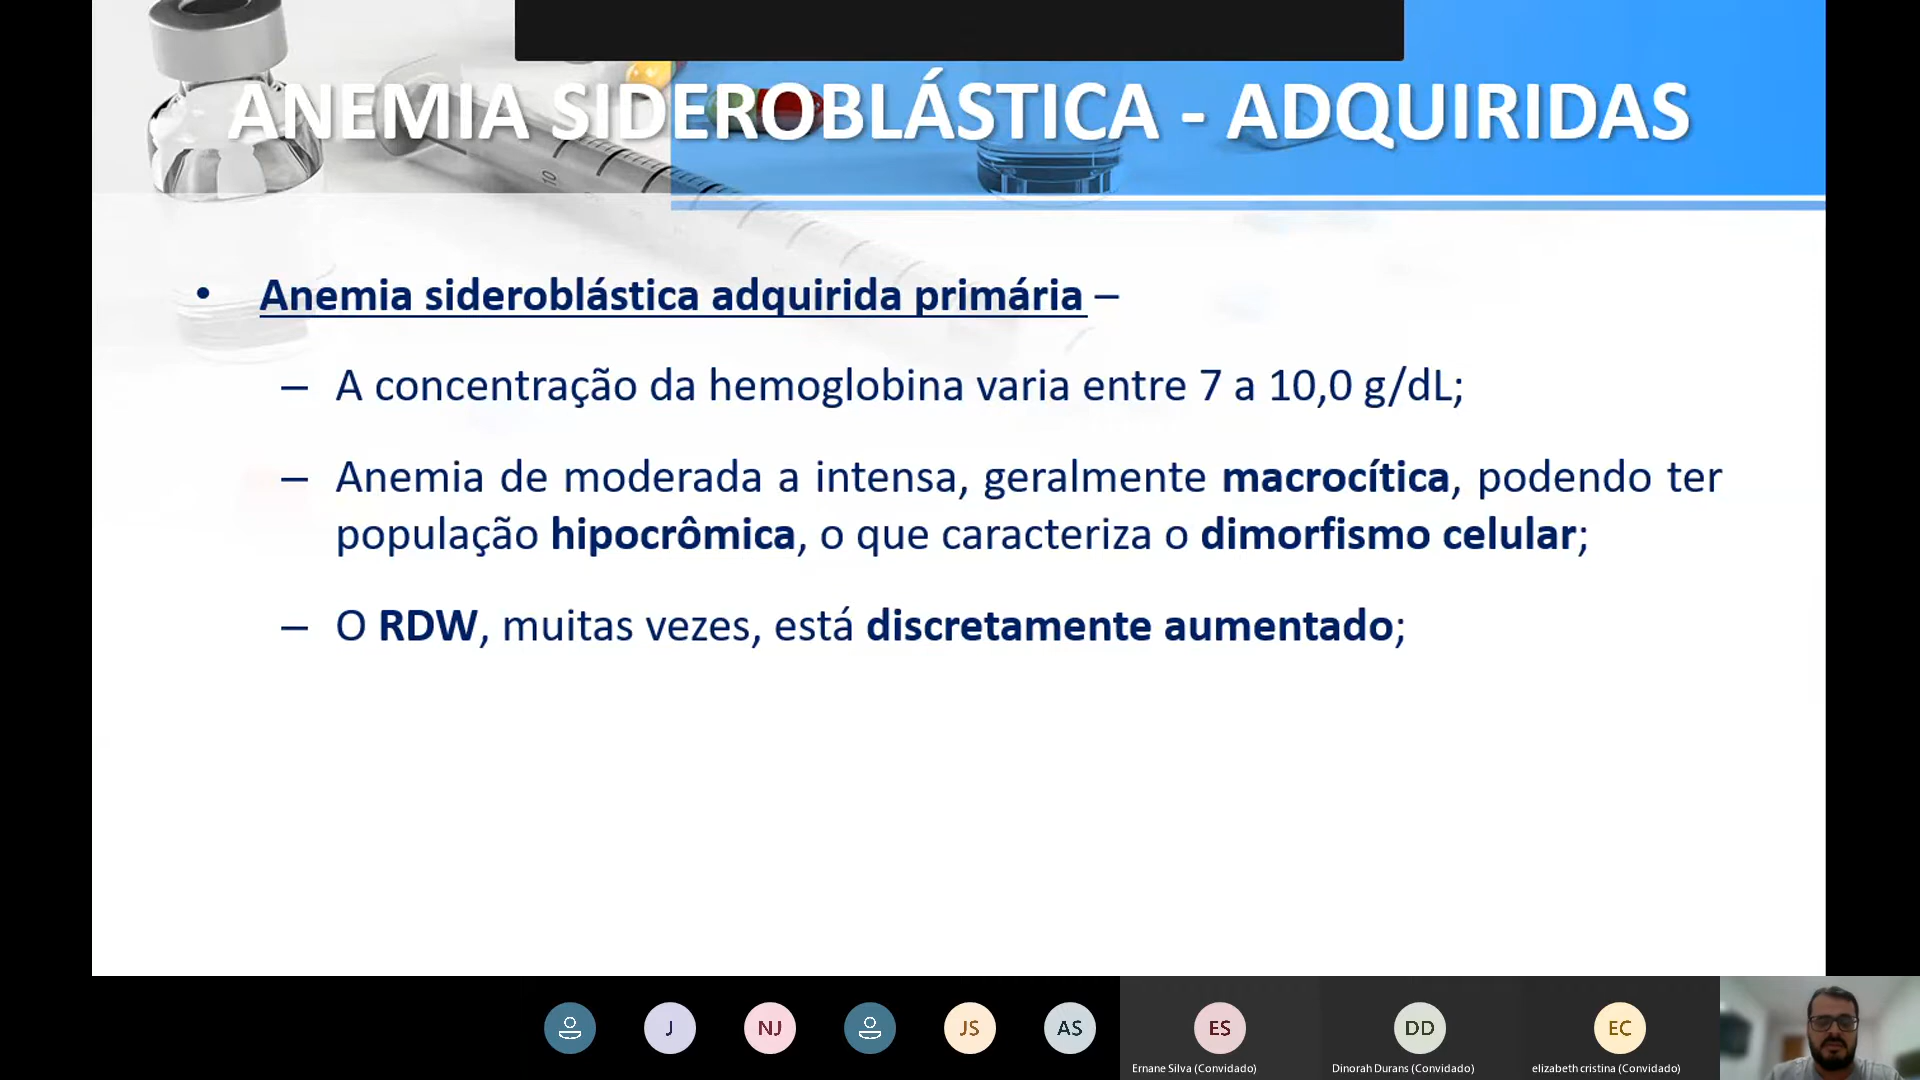 ANEMIA SIDEROBLÁSTICA - ADQUIRIDAS
10
• Anemia sideroblástica adquirida primária –
– A concentração da hemoglobina varia entre 7 a 10,0 g/dL;
– Anemia de moderada a intensa, geralmente macrocítica, podendo ter
população hipocrômica, o que caracteriza o dimorfismo celular;
– O RDW, muitas vezes, está discretamente aumentado;
J
NJ
JS
AS
ES
DD
EC
Ernane Silva (Convidado)
Dinorah Durans (Convidado)
elizabeth cristina (Convidado)